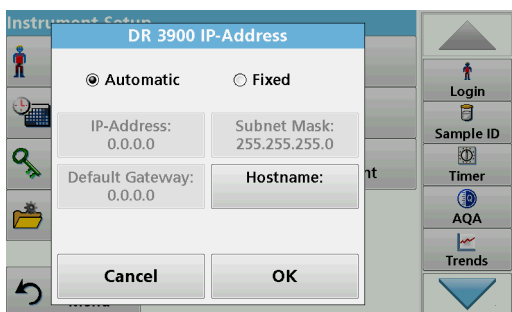 Instrument Setup
DR 3900 IP-Address
Automatic
Fixed
IP-Address:
0.0.0.0
Subnet Mask:
255.255.255.0
Default Gateway:
0.0.0.0
Hostname:
Cancel
OK
Login
Sample ID
Timer
AQA
Trends